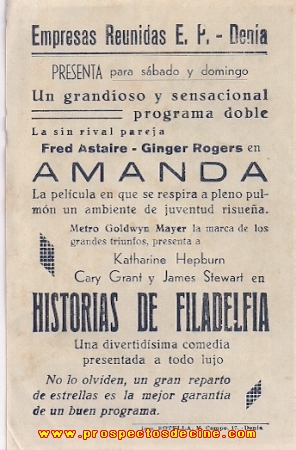 Empresas Reunidas E. P. - Denia
PRESENTA para sábado y domingo
Un grandioso y sensacional
programa doble
La sin rival pareja
Fred Astaire - Ginger Rogers en
AMANDA
La película en que se respira a pleno pul-
món un ambiente de juventud risueña.
Metro Goldwyn Mayer la marca de los
grandes triunfos, presenta a
Katharine Hepburn
Cary Grant y James Stewart en
HISTORIAS DE FILADELFIA
Una divertidísima comedia
presentada a todo lujo
No lo olviden, un gran reparto
de estrellas es la mejor garantía
de un buen programa.
BOTELLA, M. Campo, 17. - Denia
www.prospectosdecine.com